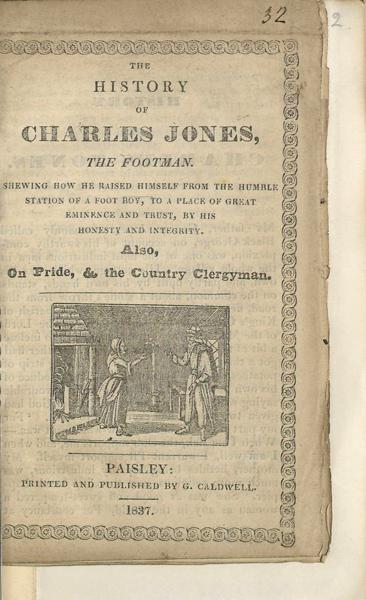 32
2
THE
HISTORY
OF
CHARLES JONES,
THE FOOTMAN.
SHEWING HOW HE RAISED HIMSELF FROM THE HUMBLE
STATION OF A FOOT BOY, TO A PLACE OF GREAT
EMINENCE AND TRUST, BY HIS
HONESTY AND INTEGRITY.
Also,
On Pride, & the Country Clergyman.
PAISLEY:
PRINTED AND PUBLISHED BY G. CALDWELL.
1837.